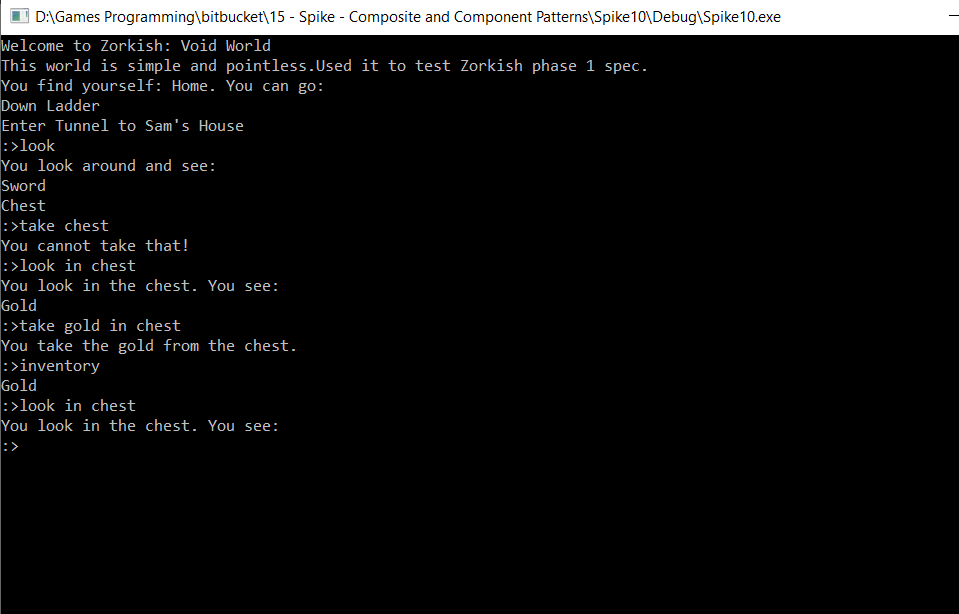 D:\Games Programming\bitbucket\15 - Spike - Composite and Component Patterns\Spike10\Debug\Spike10.exe
Welcome to Zorkish: Void World
This world is simple and pointless.Used it to test Zorkish phase 1 spec.
You find yourself: Home. You can go:
Down Ladder
Enter Tunnel to Sam's House
:>look
You look around and see:
Sword
Chest
:>take chest
You cannot take that!
:>look in chest
You look in the chest. You see:
Gold
:>take gold in chest
You take the gold from the chest.
:>inventory
Gold
:>look in chest
You look in the chest. You see:
:>